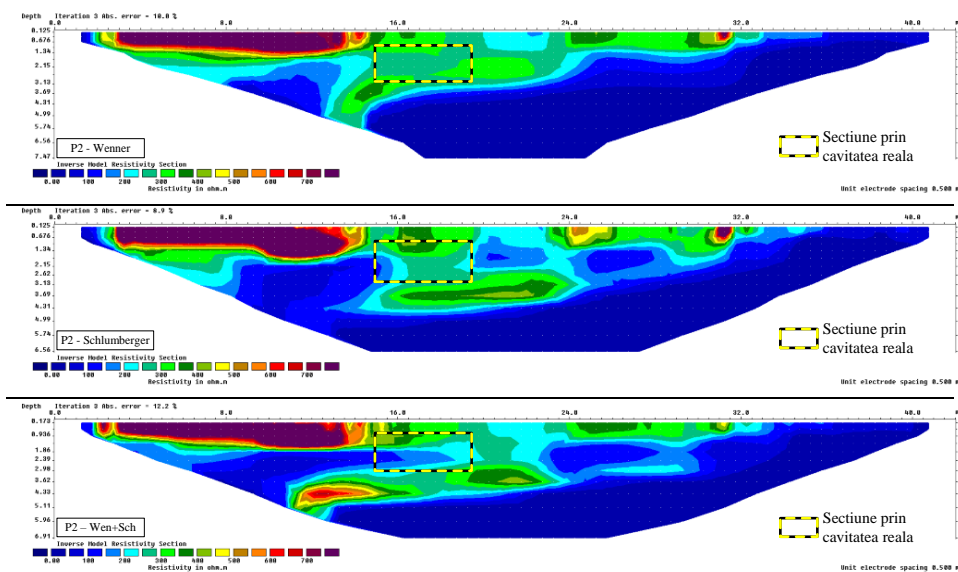 Depth Iteration 3 Abs. error = 10.0 %
0.0 8.0 16.0 24.0 32.0 40.0 m
0.125
0.676
1.34
2.15
3.13
3.69
4.31
5.74
6.56
7.47
P2 - Wenner
Sectiune prin
cavitatea reala
Inverse Model Resistivity Section
0.00 100 200 300 400 500 600 700
Resistivity in ohm.m
Unit electrode spacing 0.500 m
Depth Iteration 3 Abs. error = 8.9 %
0.0 8.0 16.0 24.0 32.0 40.0 m
0.125
0.676
1.34
2.15
2.62
3.13
3.69
4.31
4.99
5.74
6.56
P2 - Schlumberger
Sectiune prin
cavitatea reala
Inverse Model Resistivity Section
0.00 100 200 300 400 500 600 700
Resistivity in ohm.m
Unit electrode spacing 0.500 m
Depth Iteration 3 Abs. error = 12.2 %
0.0 8.0 16.0 24.0 32.0 40.0 m
0.173
0.936
1.86
2.39
2.98
3.62
4.33
5.11
5.96
6.91
P2 – Wen+Sch
Sectiune prin
cavitatea reala
Inverse Model Resistivity Section
0.00 100 200 300 400 500 600 700
Resistivity in ohm.m
Unit electrode spacing 0.500 m